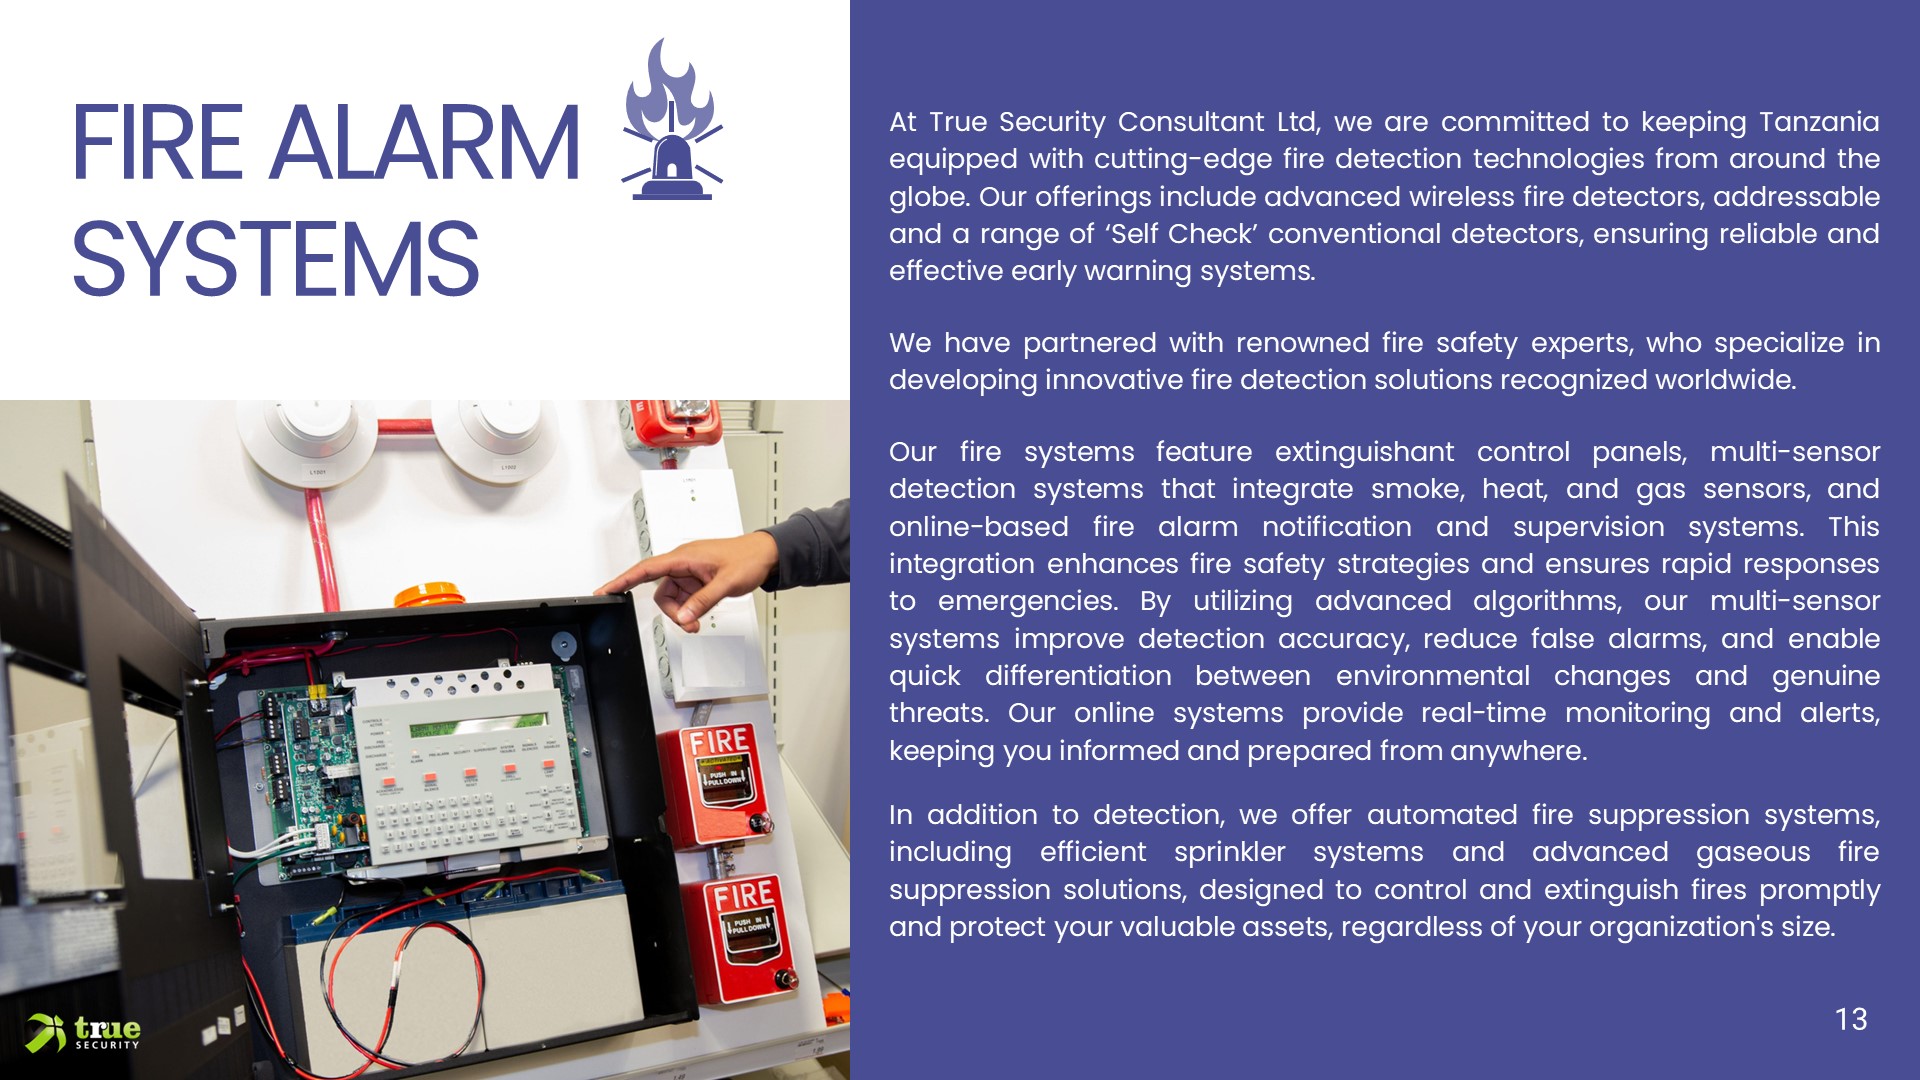 FIRE ALARM
SYSTEMS
At True Security Consultant Ltd, we are committed to keeping Tanzania
equipped with cutting-edge fire detection technologies from around the
globe. Our offerings include advanced wireless fire detectors, addressable
and a range of ‘Self Check’ conventional detectors, ensuring reliable and
effective early warning systems.
We have partnered with renowned fire safety experts, who specialize in
developing innovative fire detection solutions recognized worldwide.
Our fire systems feature extinguishant control panels, multi-sensor
detection systems that integrate smoke, heat, and gas sensors, and
online-based fire alarm notification and supervision systems. This
integration enhances fire safety strategies and ensures rapid responses
to emergencies. By utilizing advanced algorithms, our multi-sensor
systems improve detection accuracy, reduce false alarms, and enable
quick differentiation between environmental changes and genuine
threats. Our online systems provide real-time monitoring and alerts,
keeping you informed and prepared from anywhere.
In addition to detection, we offer automated fire suppression systems,
including efficient sprinkler systems and advanced gaseous fire
suppression solutions, designed to control and extinguish fires promptly
and protect your valuable assets, regardless of your organization's size.
L1001
L1002
FIRE
PUSH IN
PULL DOWN
FIRE
PUSH IN
PULL DOWN
true
SECURITY
13